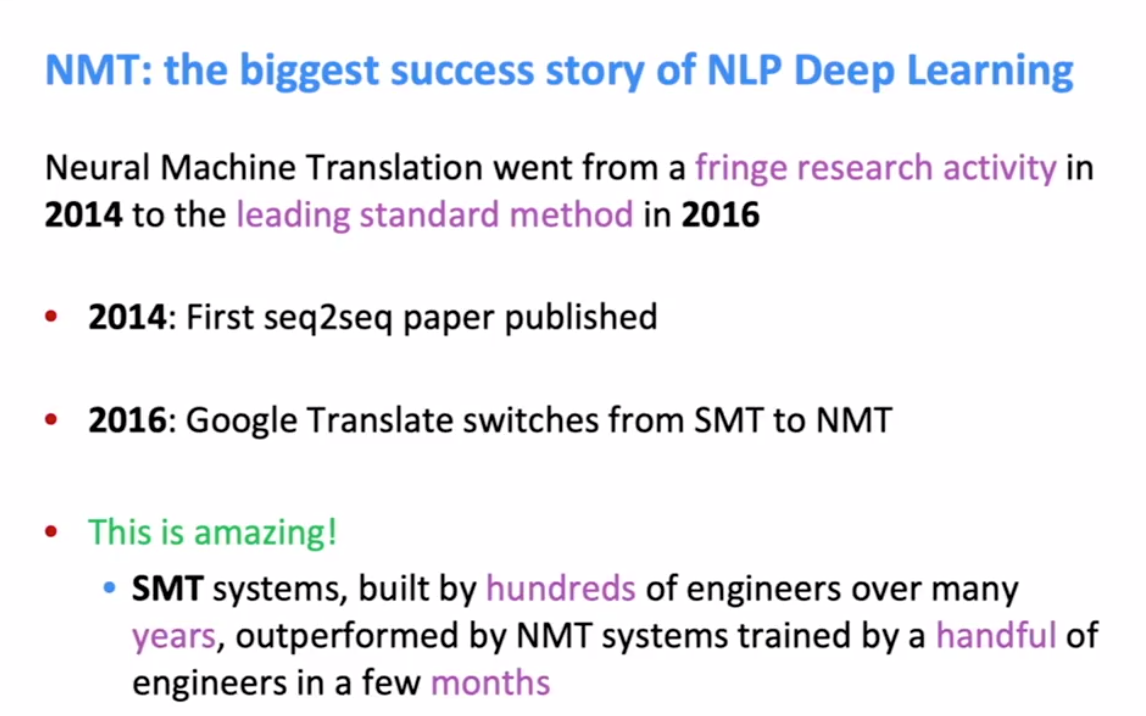 NMT: the biggest success story of NLP Deep Learning
Neural Machine Translation went from a fringe research activity in
2014 to the leading standard method in 2016
• 2014: First seq2seq paper published
• 2016: Google Translate switches from SMT to NMT
• This is amazing!
• SMT systems, built by hundreds of engineers over many
years, outperformed by NMT systems trained by a handful of
engineers in a few months